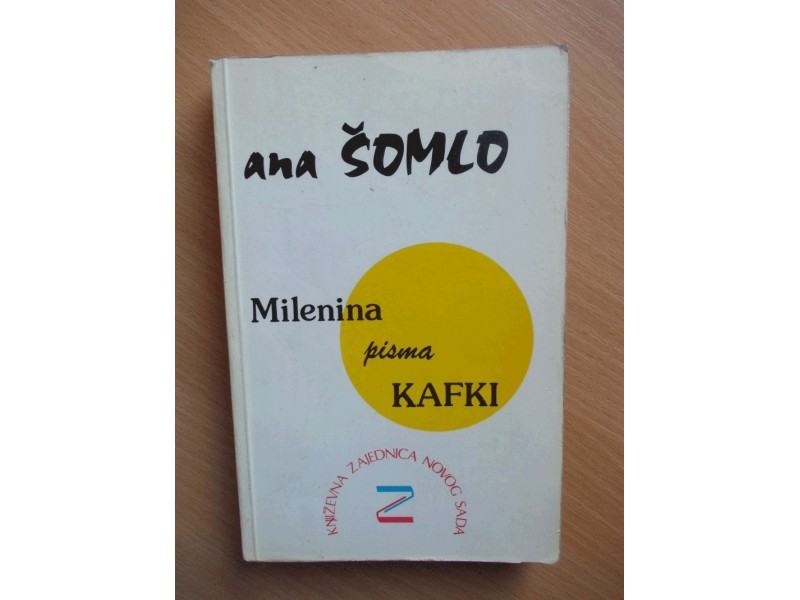 ana ŠOMLO
Milenina
pisma
KAFKI
KNJIŽEVNA ZAJEDNICA NOVOG SADA